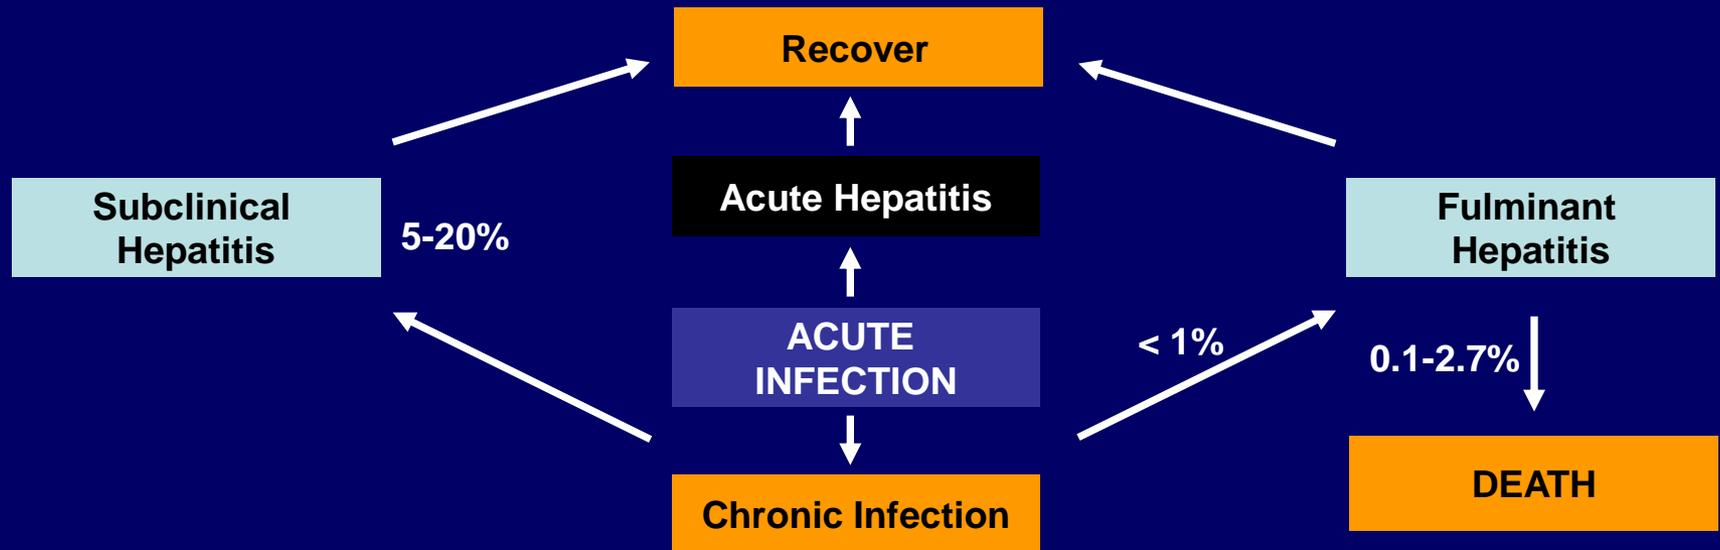 Recover
Acute Hepatitis
Subclinical
Hepatitis
5-20%
Fulminant
Hepatitis
ACUTE
INFECTION
< 1%
0.1-2.7%
Chronic Infection
DEATH